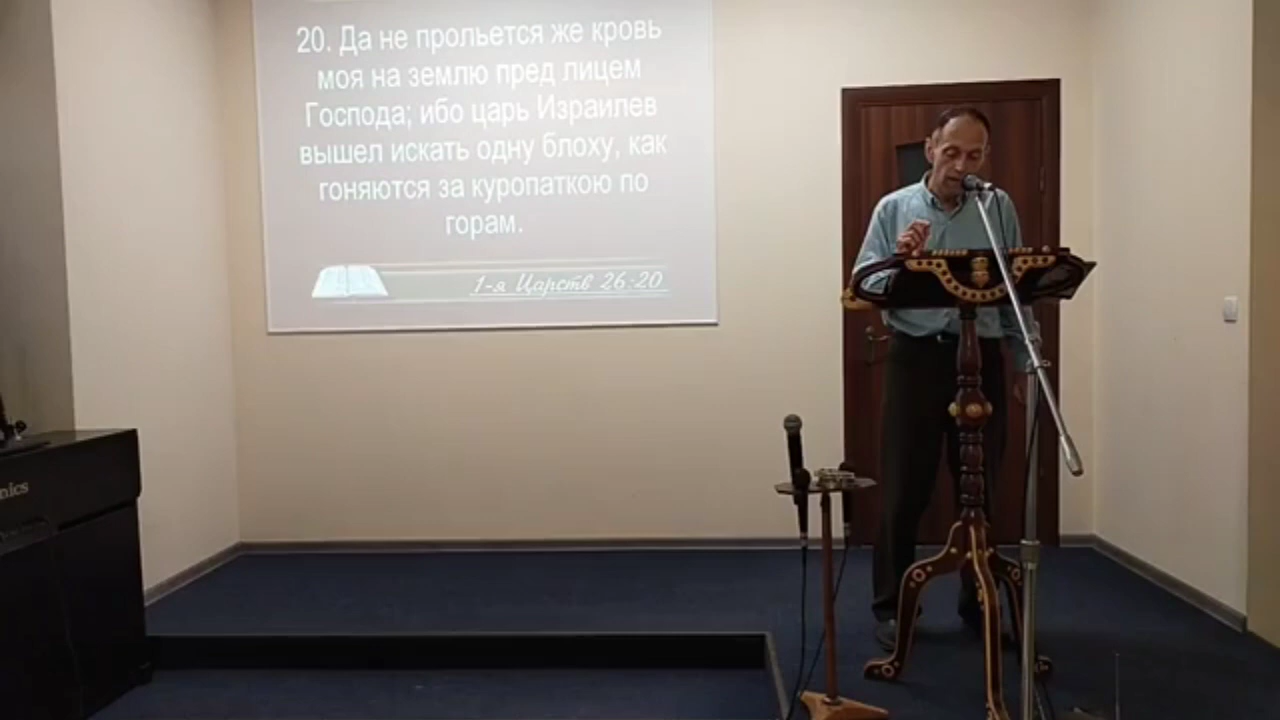 20. Да не прольется же кровь
моя на землю пред лицем
Господа; ибо царь Израилев
вышел искать одну блоху, как
гоняются за куропаткою по
горам.
1-я Царств 26:20